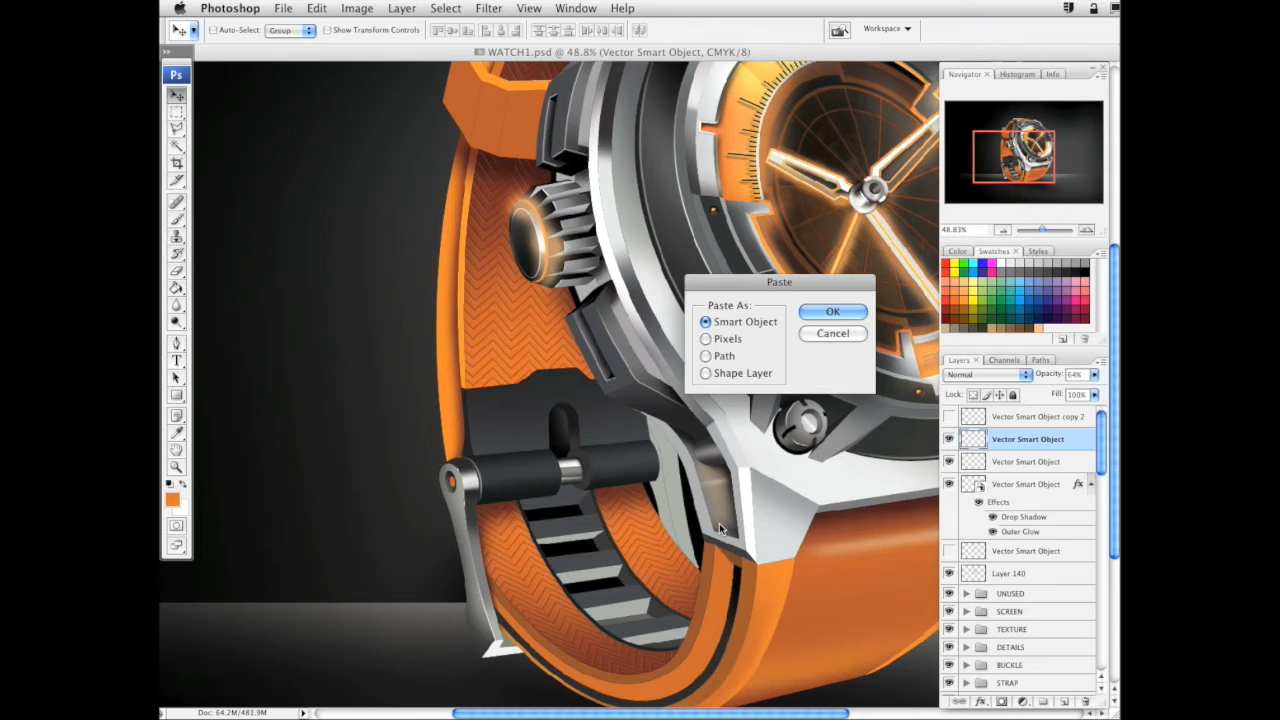 Photoshop File Edit Image Layer Select Filter View Window Help
Auto-Select: Group Show Transform Controls Workspace
WATCH1.psd @ 48.8% (Vector Smart Object, CMYK/8)
Ps
Navigator × Histogram Info
48.83%
Color Swatches × Styles
Paste
Paste As:
Smart Object
Pixels
Path
Shape Layer
OK
Cancel
Layers × Channels Paths
Normal Opacity: 64%
Lock: Fill: 100%
Vector Smart Object copy 2
Vector Smart Object
Vector Smart Object
Vector Smart Object fx
Effects
Drop Shadow
Outer Glow
Vector Smart Object
Layer 140
UNUSED
SCREEN
TEXTURE
DETAILS
BUCKLE
STRAP
Doc: 64.2M/481.9M